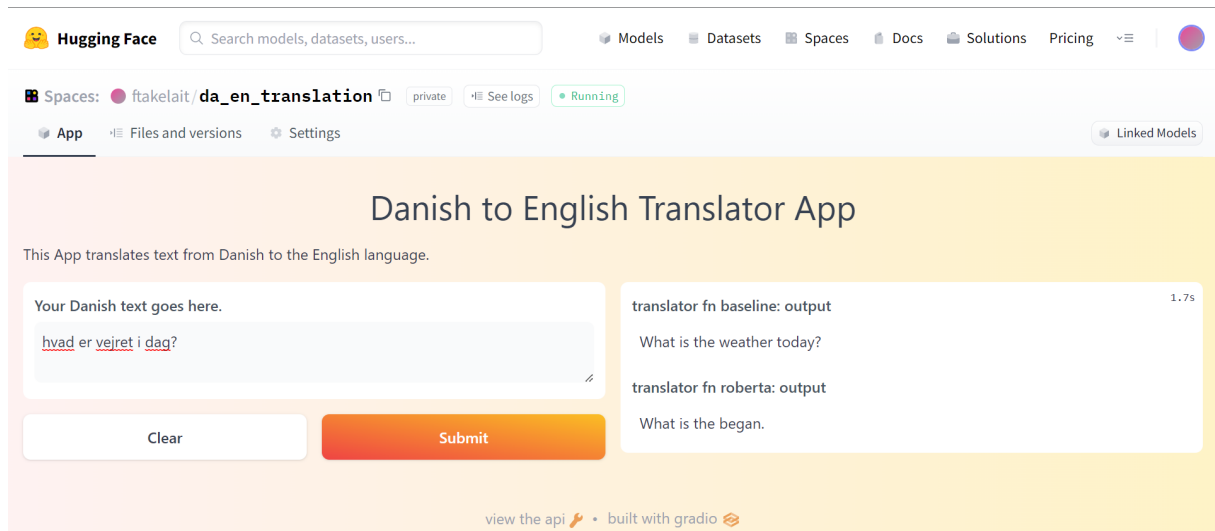 Hugging Face Search models, datasets, users... Models Datasets Spaces Docs Solutions Pricing
Spaces: ftakelait/da_en_translation private See logs Running
App Files and versions Settings Linked Models
Danish to English Translator App
This App translates text from Danish to the English language.
Your Danish text goes here.
hvad er vejret i dag?
Clear Submit
translator fn baseline: output 1.7s
What is the weather today?
translator fn roberta: output
What is the began.
view the api • built with gradio